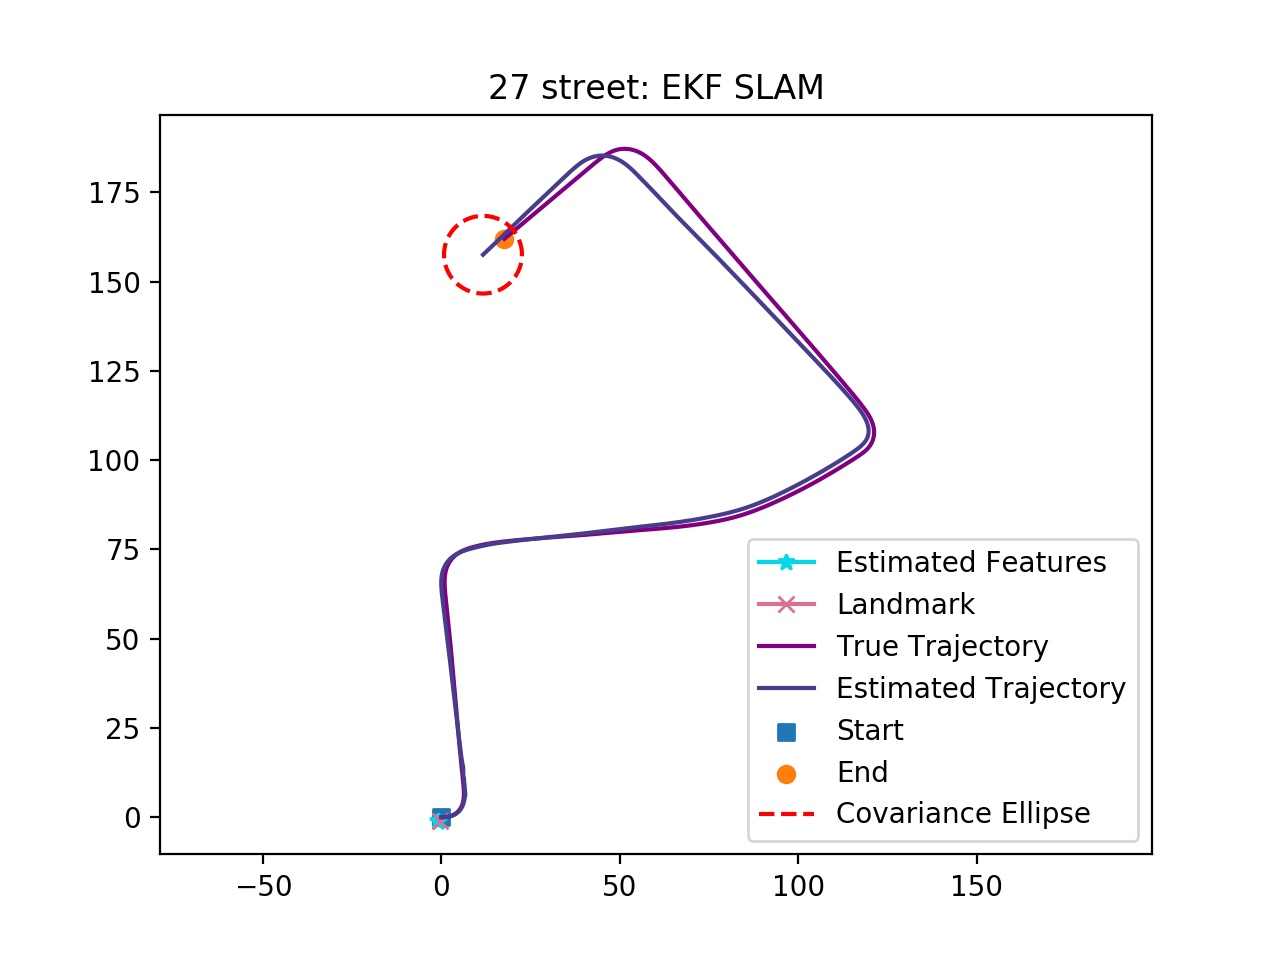 27 street: EKF SLAM
175
150
125
100
75
50
25
0
−50
0
50
100
150
Estimated Features
Landmark
True Trajectory
Estimated Trajectory
Start
End
Covariance Ellipse